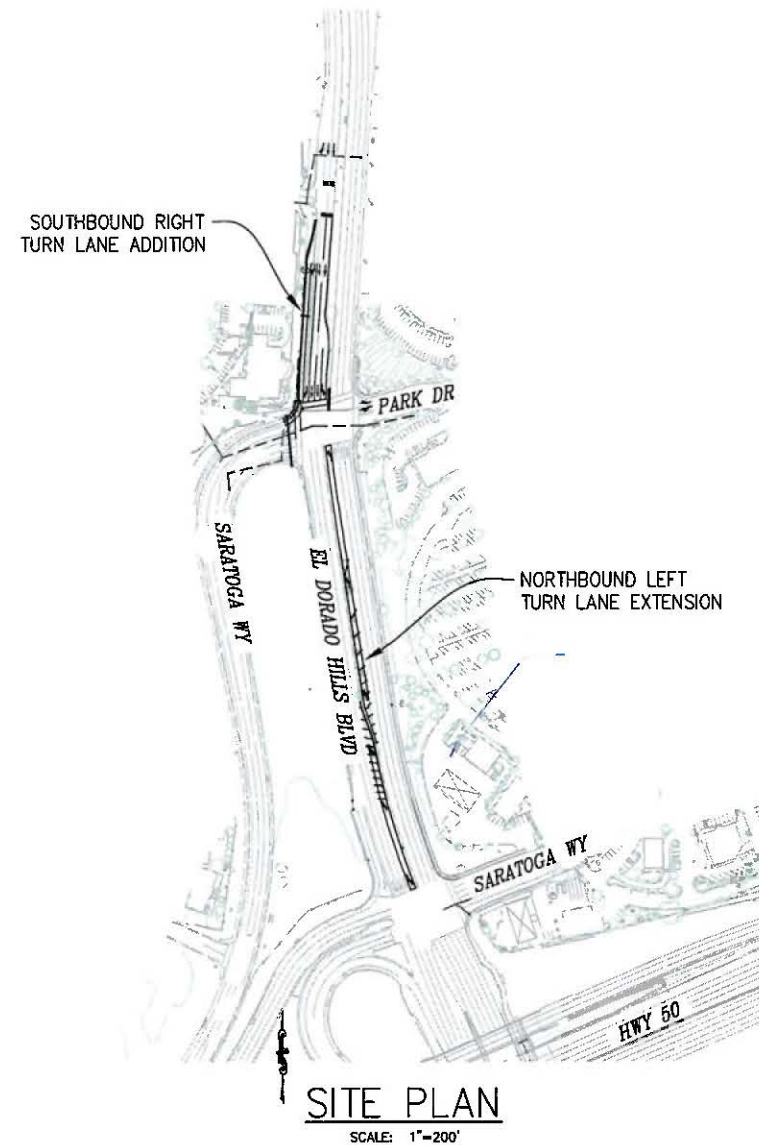 SOUTHBOUND RIGHT
TURN LANE ADDITION
PARK DR
SARATOGA WY
EL DORADO HILLS BLVD
NORTHBOUND LEFT
TURN LANE EXTENSION
SARATOGA WY
HWY 50
SITE PLAN
SCALE: 1"=200'